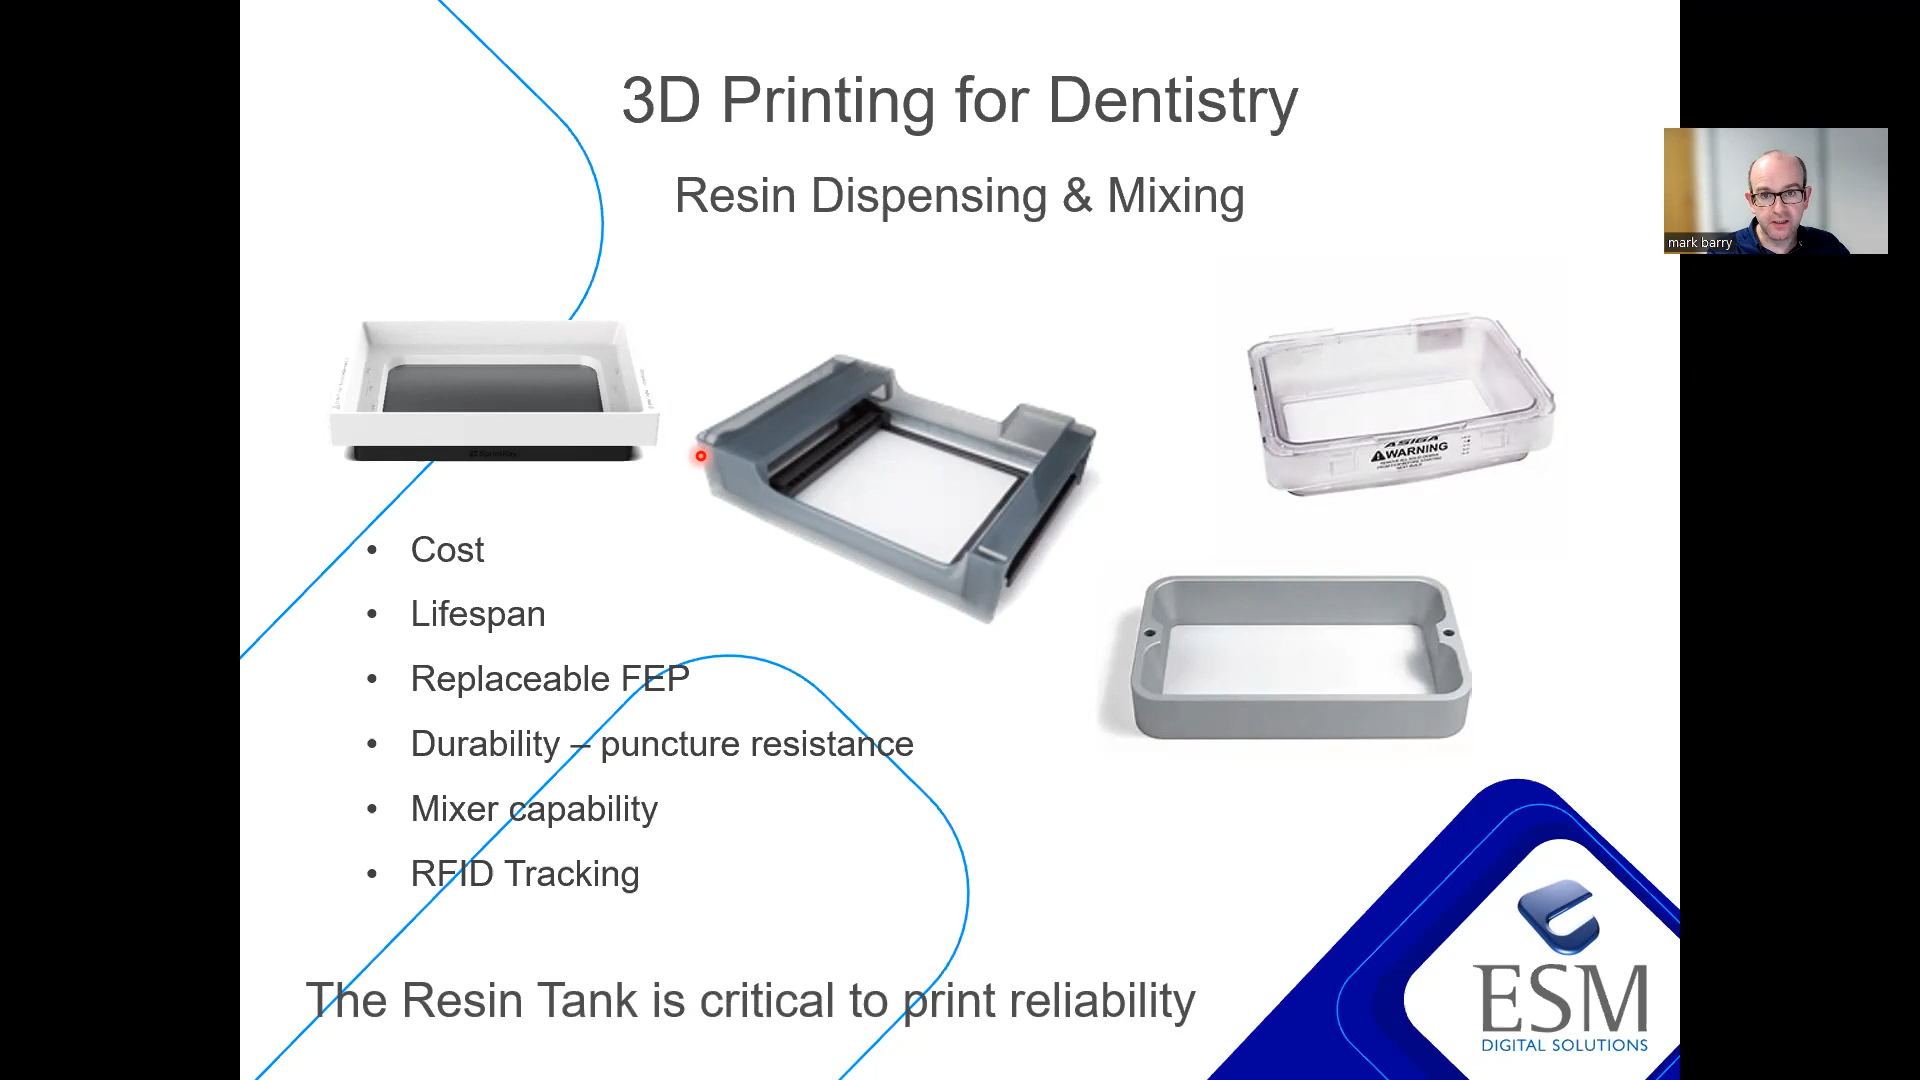 3D Printing for Dentistry
Resin Dispensing & Mixing
mark barry
SprintRay
ASIGA
WARNING
• Cost
• Lifespan
• Replaceable FEP
• Durability – puncture resistance
• Mixer capability
• RFID Tracking
The Resin Tank is critical to print reliability
ESM
DIGITAL SOLUTIONS